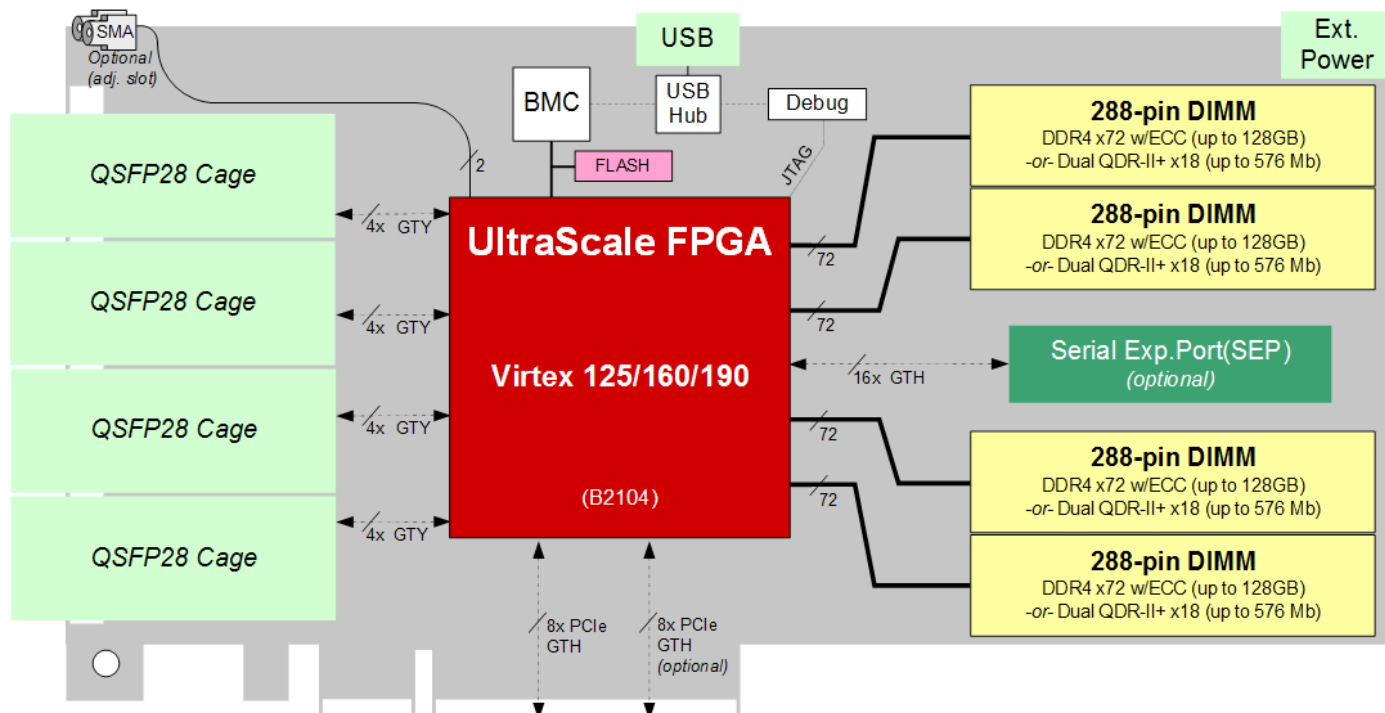 SMA
Optional
(adj. slot)
USB
Ext.
Power
BMC
USB
Hub
Debug
FLASH
JTAG
2
QSFP28 Cage
4x GTY
QSFP28 Cage
4x GTY
QSFP28 Cage
4x GTY
QSFP28 Cage
4x GTY
UltraScale FPGA
Virtex 125/160/190
(B2104)
72
288-pin DIMM
DDR4 x72 w/ECC (up to 128GB)
-or- Dual QDR-II+ x18 (up to 576 Mb)
72
288-pin DIMM
DDR4 x72 w/ECC (up to 128GB)
-or- Dual QDR-II+ x18 (up to 576 Mb)
16x GTH
Serial Exp.Port(SEP)
(optional)
72
288-pin DIMM
DDR4 x72 w/ECC (up to 128GB)
-or- Dual QDR-II+ x18 (up to 576 Mb)
72
288-pin DIMM
DDR4 x72 w/ECC (up to 128GB)
-or- Dual QDR-II+ x18 (up to 576 Mb)
8x PCIe
GTH
8x PCIe
GTH
(optional)